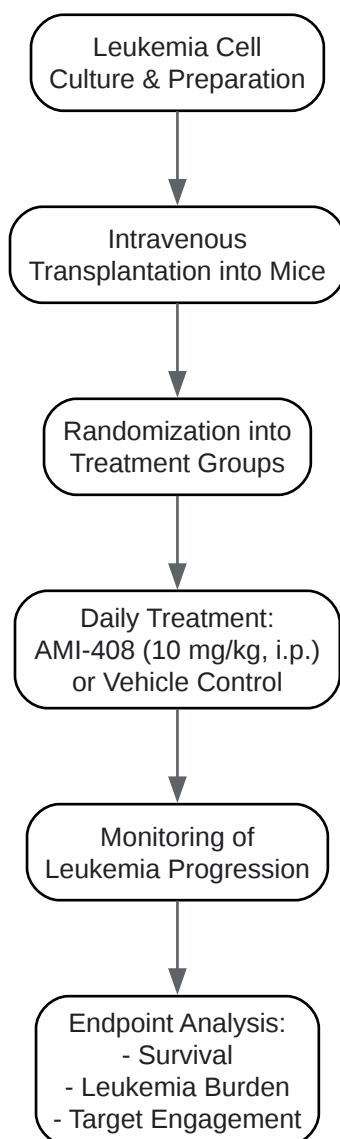 Leukemia Cell
Culture & Preparation
Intravenous
Transplantation into Mice
Randomization into
Treatment Groups
Daily Treatment:
AMI-408 (10 mg/kg, i.p.)
or Vehicle Control
Monitoring of
Leukemia Progression
Endpoint Analysis:
- Survival
- Leukemia Burden
- Target Engagement